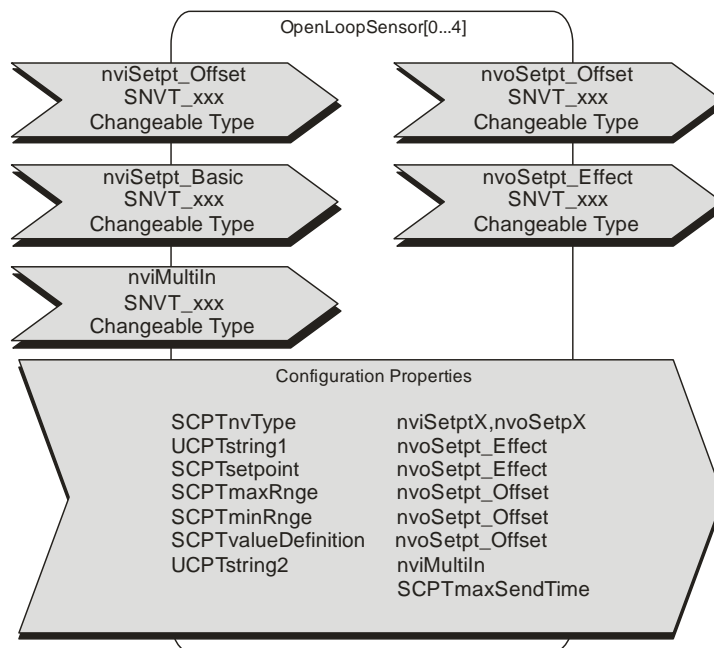 OpenLoopSensor[0...4]
nviSetpt_Offset
SNVT_xxx
Changeable Type
nvoSetpt_Offset
SNVT_xxx
Changeable Type
nviSetpt_Basic
SNVT_xxx
Changeable Type
nvoSetpt_Effect
SNVT_xxx
Changeable Type
nviMultiIn
SNVT_xxx
Changeable Type
Configuration Properties
SCPTnvType nviSetptX,nvoSetpX
UCPTstring1 nvoSetpt_Effect
SCPTsetpoint nvoSetpt_Effect
SCPTmaxRnge nvoSetpt_Offset
SCPTminRnge nvoSetpt_Offset
SCPTvalueDefinition nvoSetpt_Offset
UCPTstring2 nviMultiIn
SCPTmaxSendTime